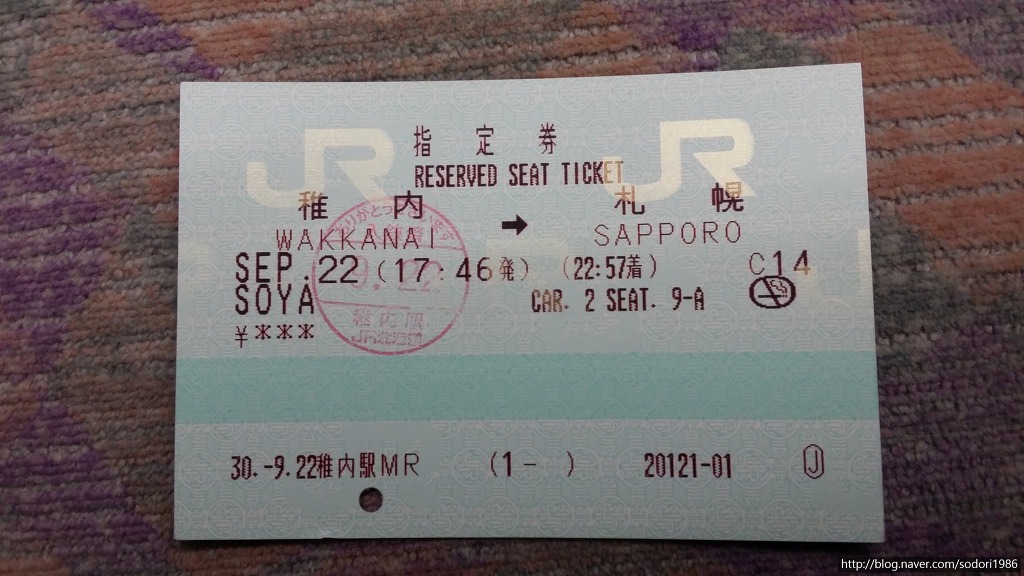 JR JR
指定券
RESERVED SEAT TICKET
稚内 ➡ 札幌
WAKKANAI SAPPORO
SEP.22 (17:46発) (22:57着) C14
SOYA CAR. 2 SEAT. 9-A
¥***
稚内駅
30.-9.22稚内駅MR (1- ) 20121-01 Ⓙ
http://blog.naver.com/sodori1986